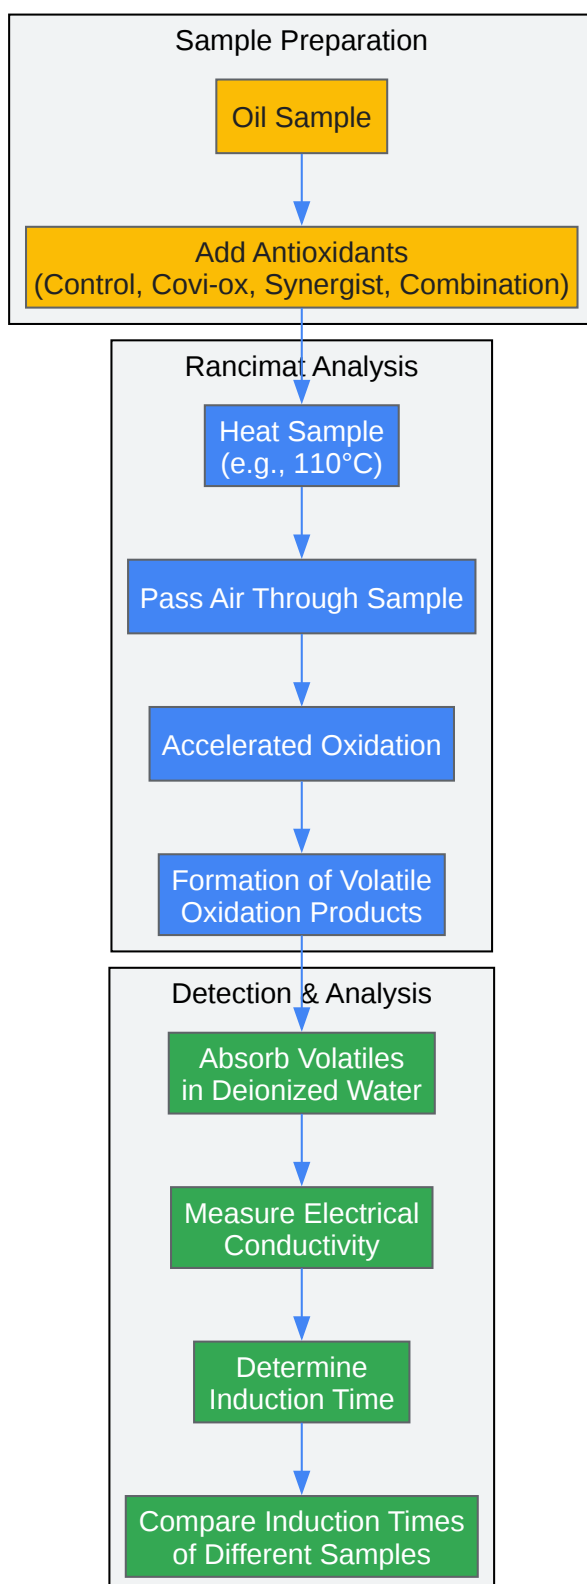 Sample Preparation
Oil Sample
Add Antioxidants
(Control, Covi-ox, Synergist, Combination)
Rancimat Analysis
Heat Sample
(e.g., 110°C)
Pass Air Through Sample
Accelerated Oxidation
Formation of Volatile
Oxidation Products
Detection & Analysis
Absorb Volatiles
in Deionized Water
Measure Electrical
Conductivity
Determine
Induction Time
Compare Induction Times
of Different Samples